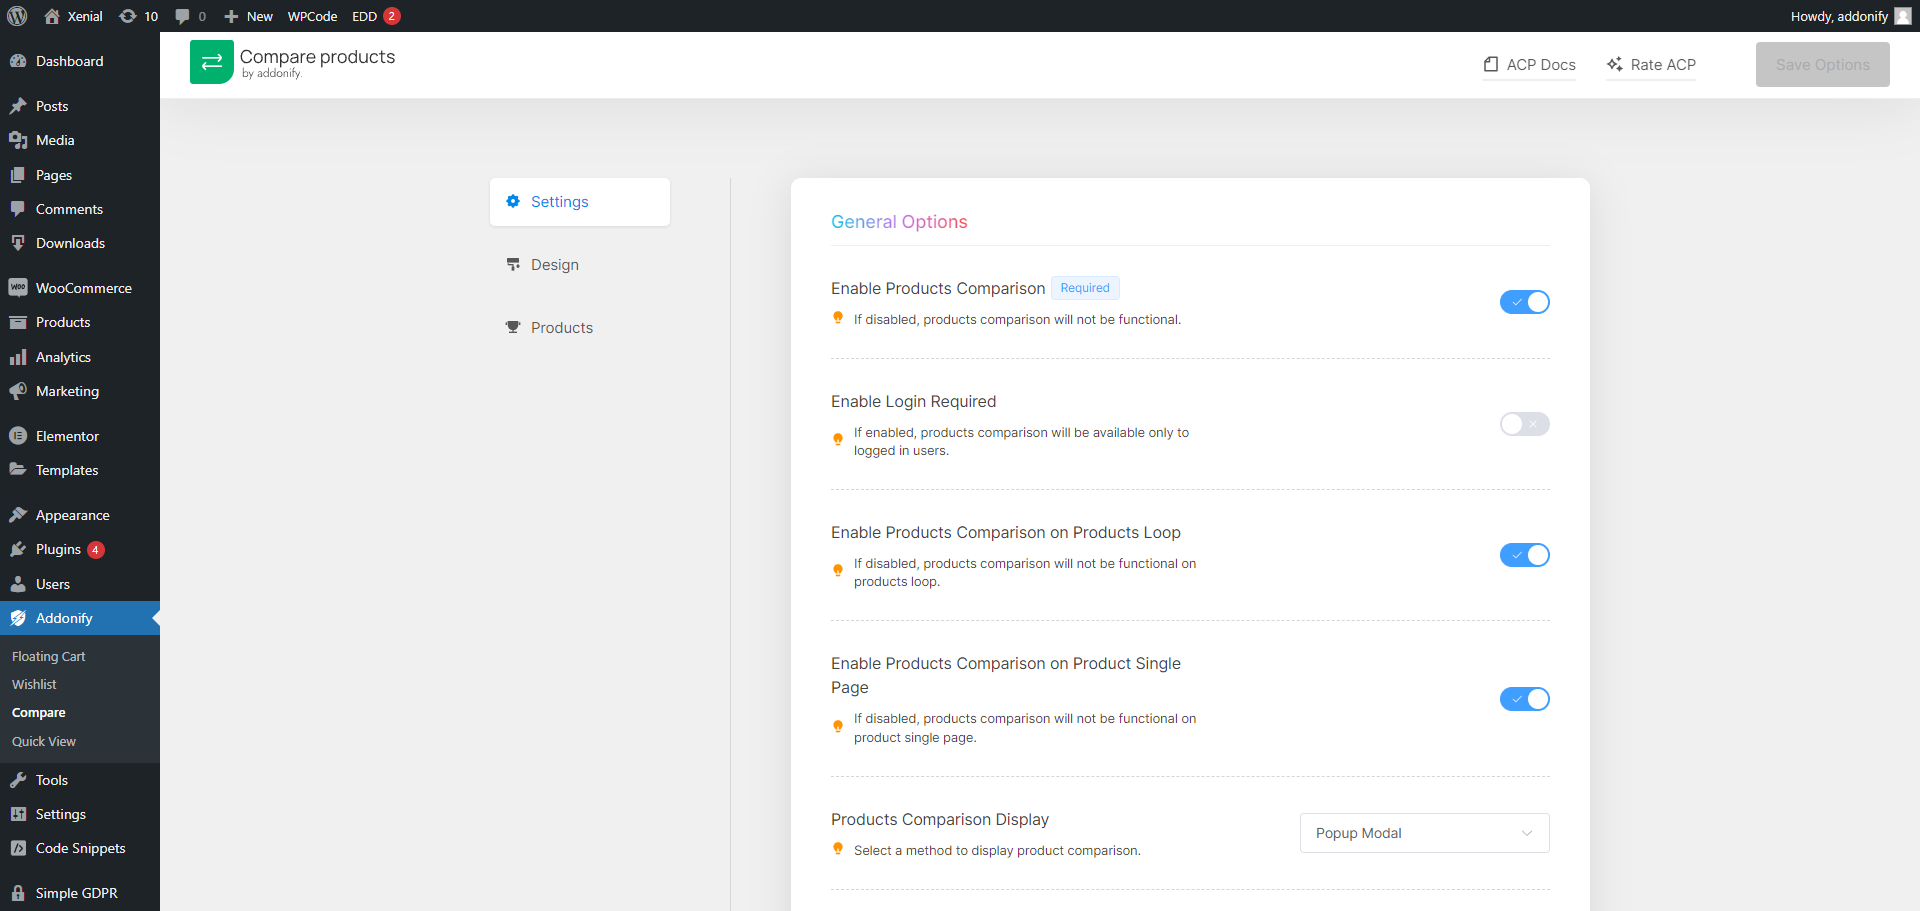 Xenial
10
0
New
WPCode
EDD
2
Howdy, addonify
Dashboard
Posts
Media
Pages
Comments
Downloads
WooCommerce
Products
Analytics
Marketing
Elementor
Templates
Appearance
Plugins
4
Users
Addonify
Floating Cart
Wishlist
Compare
Quick View
Tools
Settings
Code Snippets
Simple GDPR
Compare products
by addonify.
ACP Docs
Rate ACP
Save Options
Settings
Design
Products
General Options
Enable Products Comparison
Required
If disabled, products comparison will not be functional.
Enable Login Required
If enabled, products comparison will be available only to
logged in users.
Enable Products Comparison on Products Loop
If disabled, products comparison will not be functional on
products loop.
Enable Products Comparison on Product Single
Page
If disabled, products comparison will not be functional on
product single page.
Products Comparison Display
Select a method to display product comparison.
Popup Modal